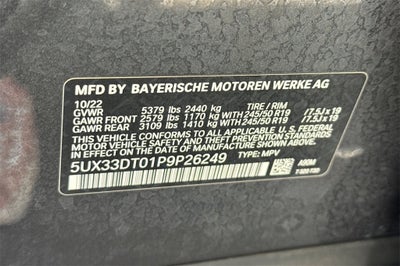 MFD BY BAYERISCHE MOTOREN WERKE AG
10/22 TIRE / RIM
GVWR 5379 lbs 2440 kg
GAWR FRONT 2579 lbs 1170 kg WITH 245/50 R19 /7.5J x 19
GAWR REAR 3109 lbs 1410 kg WITH 245/50 R19 /7.5J x 19
THIS VEHICLE CONFORMS TO ALL APPLICABLE FEDERAL
MOTOR VEHICLE SAFETY, BUMPER, AND THEFT PREVENTION
STANDARDS IN EFFECT ON THE DATE OF MANUFACTURE
SHOWN ABOVE.
5UX33DT01P9P26249 TYPE: MPV